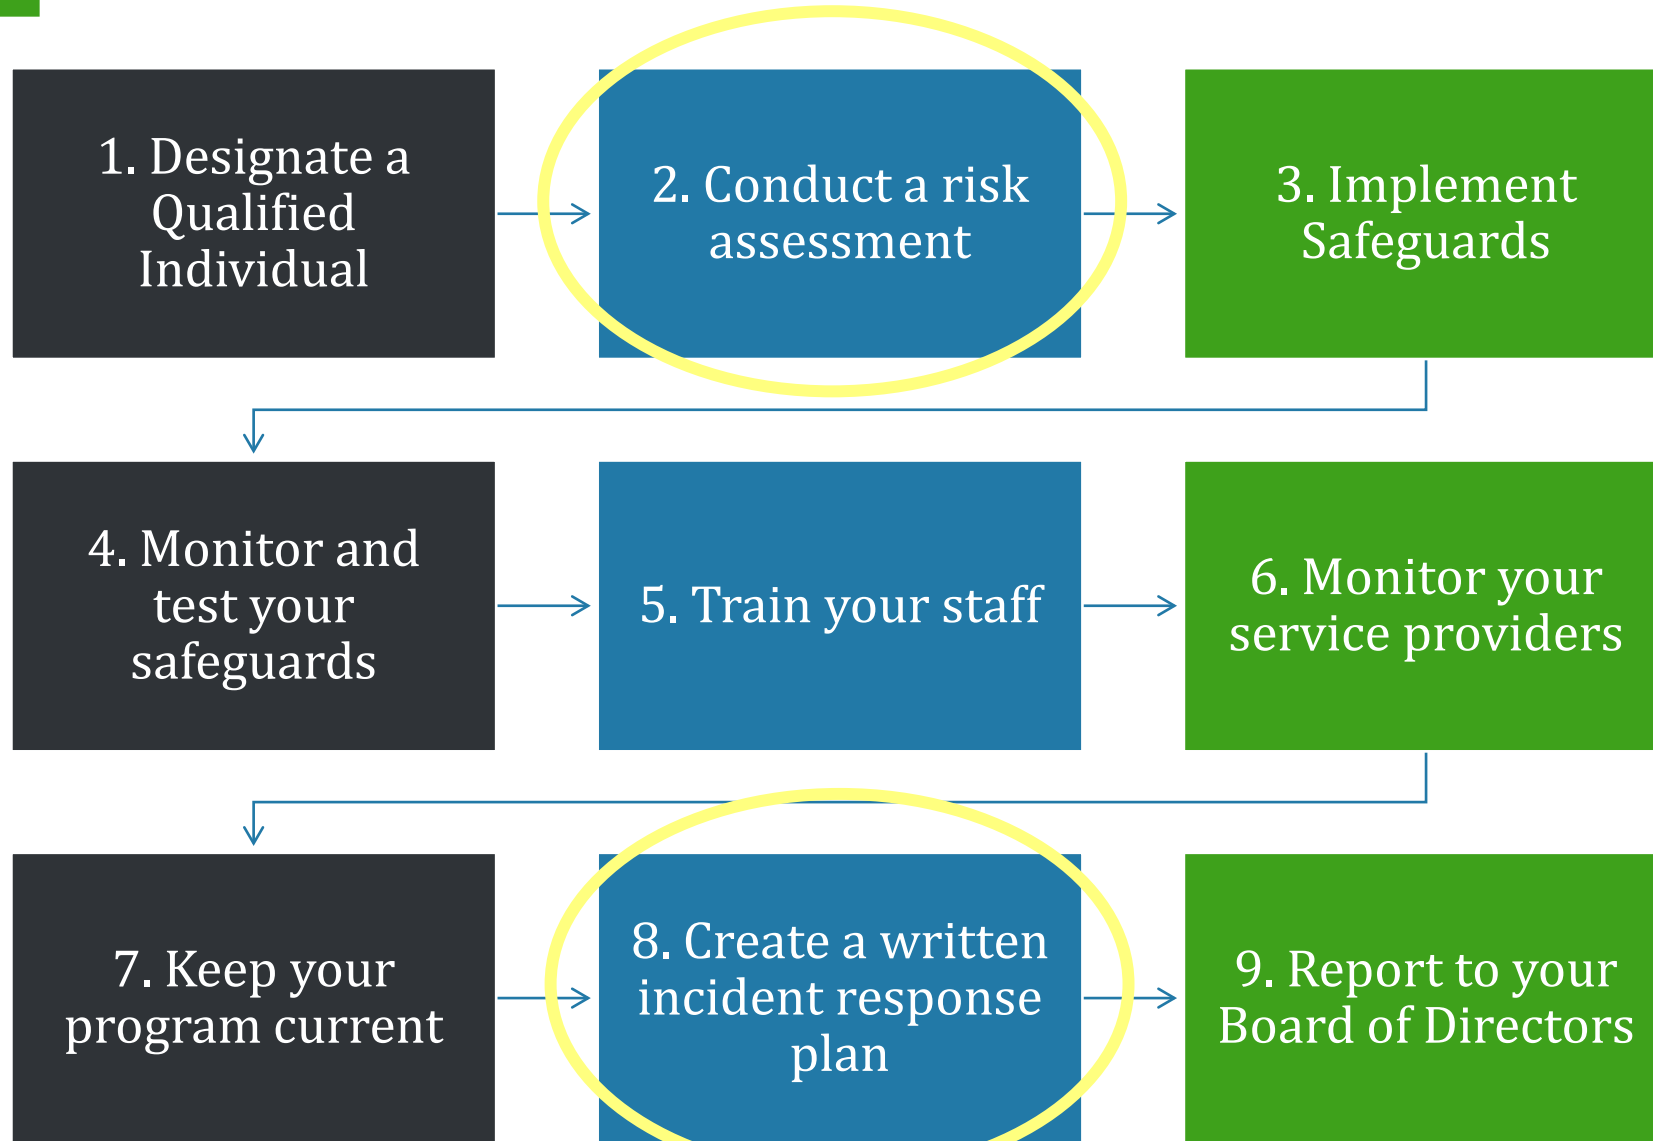 1. Designate a
Qualified
Individual
2. Conduct a risk
assessment
3. Implement
Safeguards
4. Monitor and
test your
safeguards
5. Train your staff
6. Monitor your
service providers
7. Keep your
program current
8. Create a written
incident response
plan
9. Report to your
Board of Directors